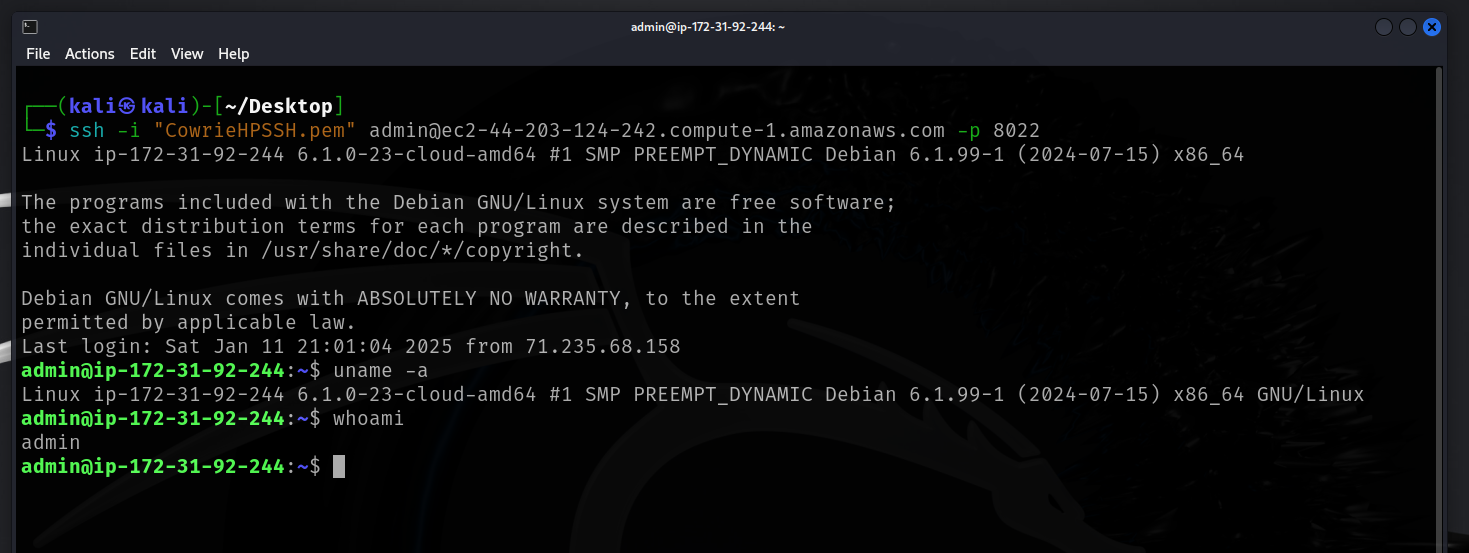 admin@ip-172-31-92-244: ~
File Actions Edit View Help
┌──(kali㉿kali)-[~/Desktop]
└─$ ssh -i "CowrieHPSSH.pem" admin@ec2-44-203-124-242.compute-1.amazonaws.com -p 8022
Linux ip-172-31-92-244 6.1.0-23-cloud-amd64 #1 SMP PREEMPT_DYNAMIC Debian 6.1.99-1 (2024-07-15) x86_64
The programs included with the Debian GNU/Linux system are free software;
the exact distribution terms for each program are described in the
individual files in /usr/share/doc/*/copyright.
Debian GNU/Linux comes with ABSOLUTELY NO WARRANTY, to the extent
permitted by applicable law.
Last login: Sat Jan 11 21:01:04 2025 from 71.235.68.158
admin@ip-172-31-92-244:~$ uname -a
Linux ip-172-31-92-244 6.1.0-23-cloud-amd64 #1 SMP PREEMPT_DYNAMIC Debian 6.1.99-1 (2024-07-15) x86_64 GNU/Linux
admin@ip-172-31-92-244:~$ whoami
admin
admin@ip-172-31-92-244:~$